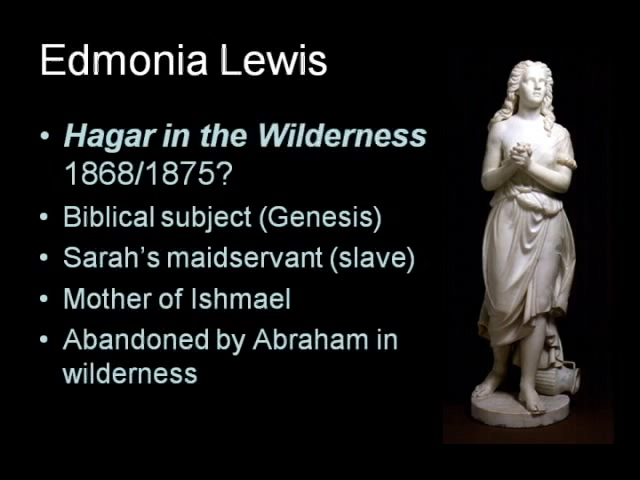 Edmonia Lewis
• Hagar in the Wilderness
1868/1875?
• Biblical subject (Genesis)
• Sarah's maidservant (slave)
• Mother of Ishmael
• Abandoned by Abraham in
wilderness